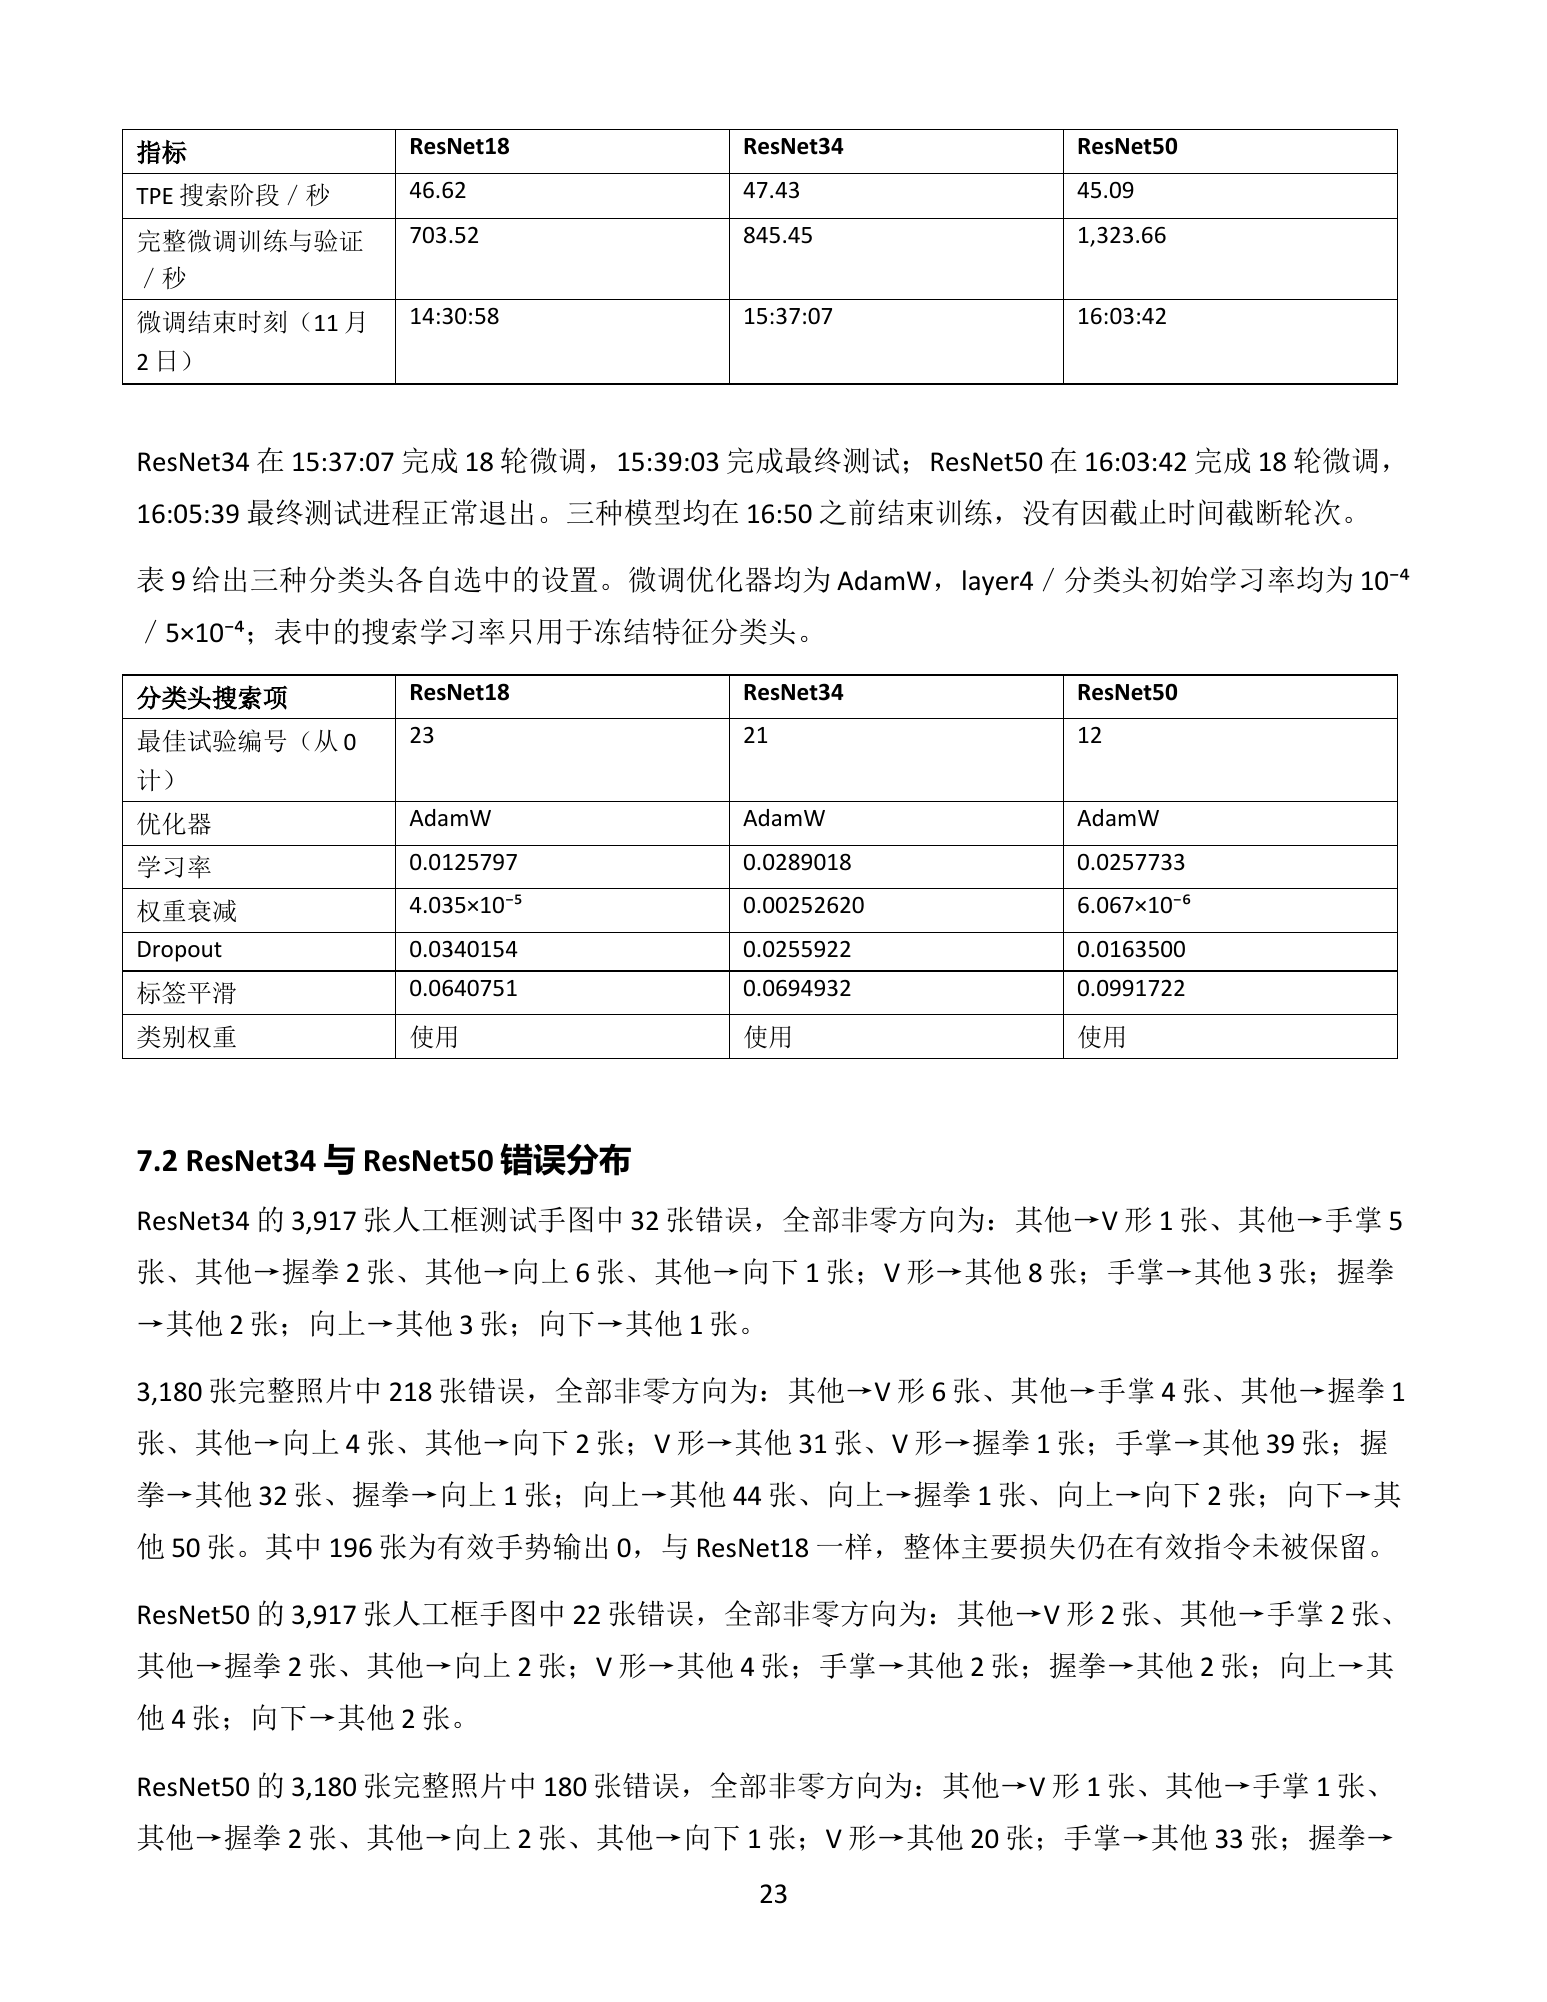 指标 ResNet18 ResNet34 ResNet50
TPE 搜索阶段／秒 46.62 47.43 45.09
完整微调训练与验证 703.52 845.45 1,323.66
／秒
微调结束时刻（11 月 14:30:58 15:37:07 16:03:42
2 日）
ResNet34 在 15:37:07 完成 18 轮微调，15:39:03 完成最终测试；ResNet50 在 16:03:42 完成 18 轮微调，
16:05:39 最终测试进程正常退出。三种模型均在 16:50 之前结束训练，没有因截止时间截断轮次。
表 9 给出三种分类头各自选中的设置。微调优化器均为 AdamW，layer4／分类头初始学习率均为 10⁻⁴
／5×10⁻⁴；表中的搜索学习率只用于冻结特征分类头。
分类头搜索项 ResNet18 ResNet34 ResNet50
最佳试验编号（从 0 23 21 12
计）
优化器 AdamW AdamW AdamW
学习率 0.0125797 0.0289018 0.0257733
权重衰减 4.035×10⁻⁵ 0.00252620 6.067×10⁻⁶
Dropout 0.0340154 0.0255922 0.0163500
标签平滑 0.0640751 0.0694932 0.0991722
类别权重 使用 使用 使用
7.2 ResNet34 与 ResNet50 错误分布
ResNet34 的 3,917 张人工框测试手图中 32 张错误，全部非零方向为：其他→V 形 1 张、其他→手掌 5
张、其他→握拳 2 张、其他→向上 6 张、其他→向下 1 张；V 形→其他 8 张；手掌→其他 3 张；握拳
→其他 2 张；向上→其他 3 张；向下→其他 1 张。
3,180 张完整照片中 218 张错误，全部非零方向为：其他→V 形 6 张、其他→手掌 4 张、其他→握拳 1
张、其他→向上 4 张、其他→向下 2 张；V 形→其他 31 张、V 形→握拳 1 张；手掌→其他 39 张；握
拳→其他 32 张、握拳→向上 1 张；向上→其他 44 张、向上→握拳 1 张、向上→向下 2 张；向下→其
他 50 张。其中 196 张为有效手势输出 0，与 ResNet18 一样，整体主要损失仍在有效指令未被保留。
ResNet50 的 3,917 张人工框手图中 22 张错误，全部非零方向为：其他→V 形 2 张、其他→手掌 2 张、
其他→握拳 2 张、其他→向上 2 张；V 形→其他 4 张；手掌→其他 2 张；握拳→其他 2 张；向上→其
他 4 张；向下→其他 2 张。
ResNet50 的 3,180 张完整照片中 180 张错误，全部非零方向为：其他→V 形 1 张、其他→手掌 1 张、
其他→握拳 2 张、其他→向上 2 张、其他→向下 1 张；V 形→其他 20 张；手掌→其他 33 张；握拳→
23